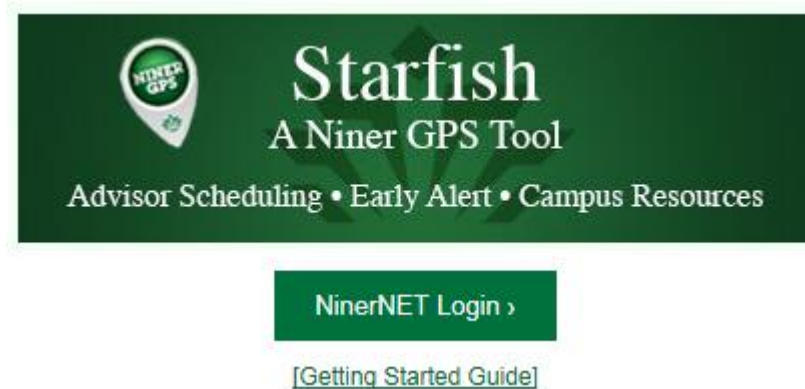 NINER
GPS
Starfish
A Niner GPS Tool
Advisor Scheduling • Early Alert • Campus Resources
NinerNET Login ›
[Getting Started Guide]